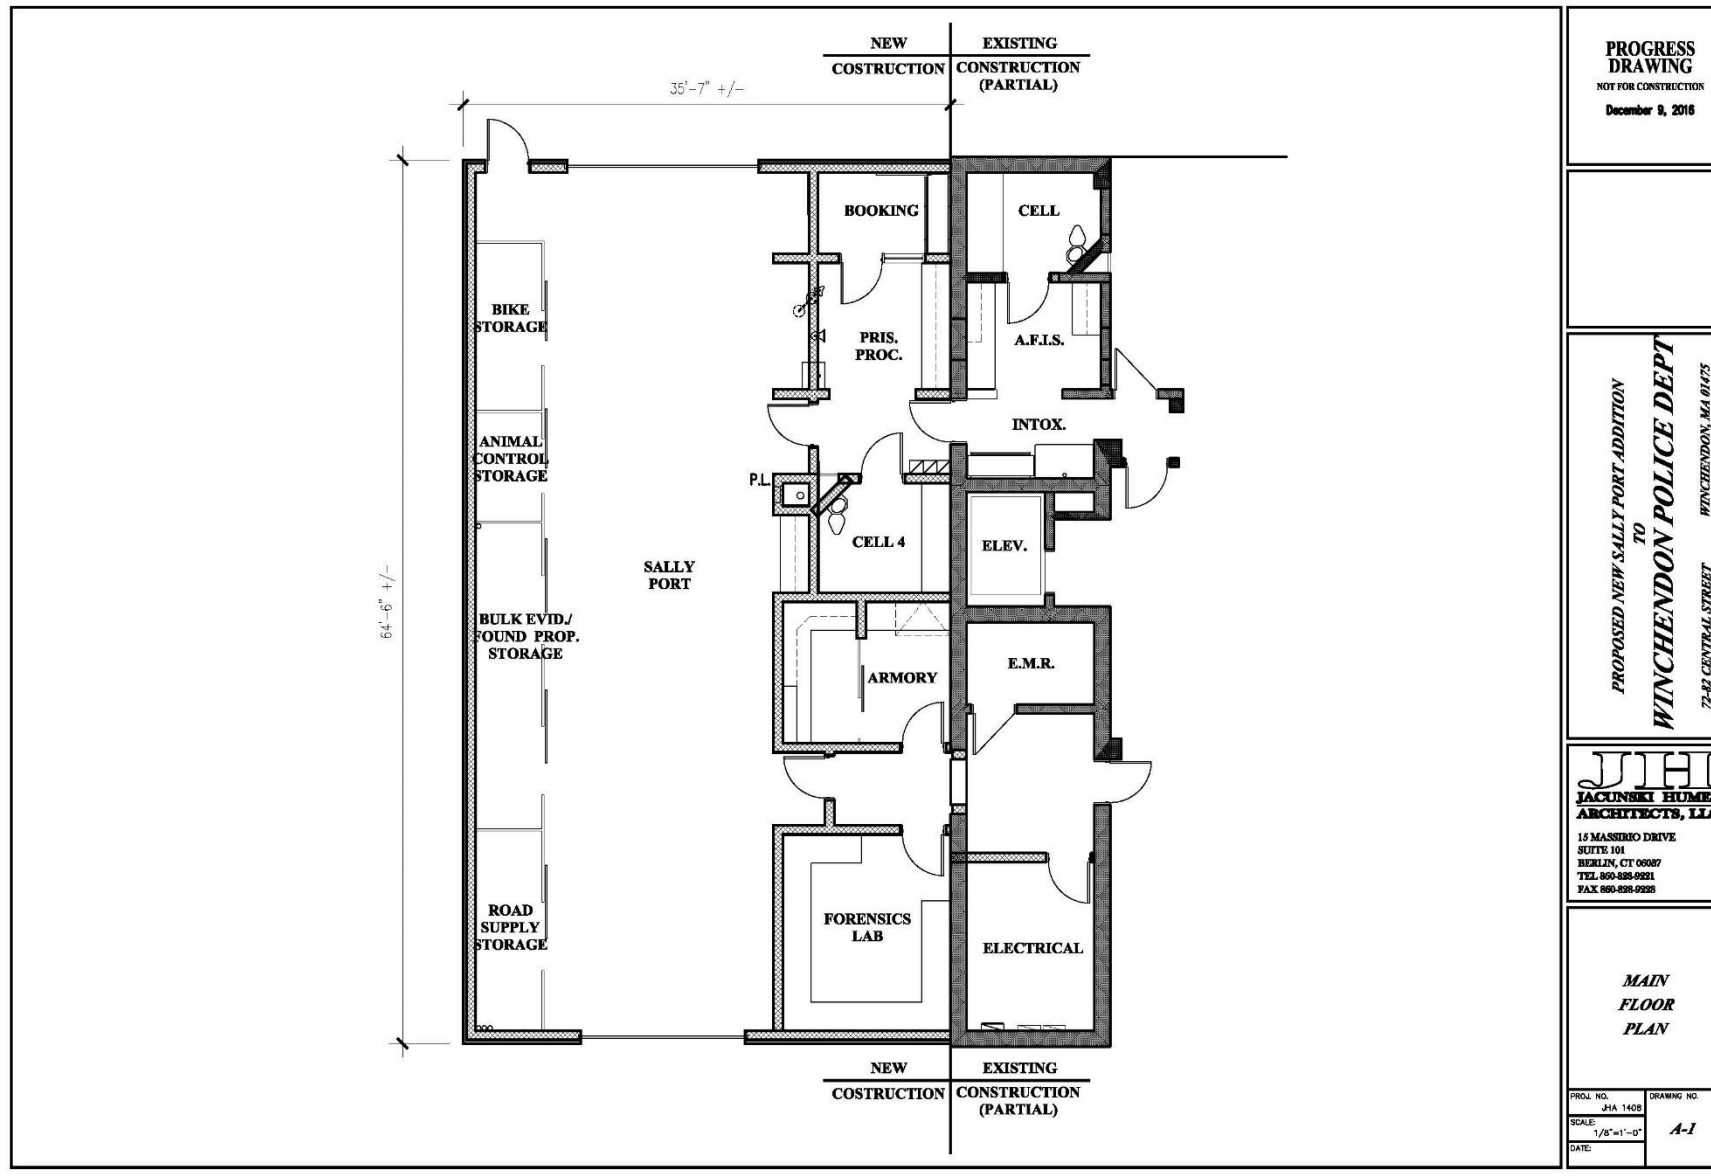 NEW
COSTRUCTION
EXISTING
CONSTRUCTION
(PARTIAL)
35'-7" +/-
64'-6" +/-
BOOKING
CELL
BIKE
STORAGE
PRIS.
PROC.
A.F.I.S.
INTOX.
ANIMAL
CONTROL
STORAGE
P.L.
CELL 4
ELEV.
SALLY
PORT
BULK EVID./
FOUND PROP.
STORAGE
E.M.R.
ARMORY
ROAD
SUPPLY
STORAGE
FORENSICS
LAB
ELECTRICAL
NEW
COSTRUCTION
EXISTING
CONSTRUCTION
(PARTIAL)
PROGRESS
DRAWING
NOT FOR CONSTRUCTION
December 9, 2016
PROPOSED NEW SALLY PORT ADDITION
TO
WINCHENDON POLICE DEPT
72-82 CENTRAL STREET WINCHENDON, MA 01475
JH
JACUNSKI HUME
ARCHITECTS, LL
15 MASSIRIO DRIVE
SUITE 101
BERLIN, CT 06037
TEL 860-828-9221
FAX 860-828-9223
MAIN
FLOOR
PLAN
PROJ. NO.
JHA 1408
DRAWING NO.
SCALE:
1/8"=1'-0"
A-1
DATE: